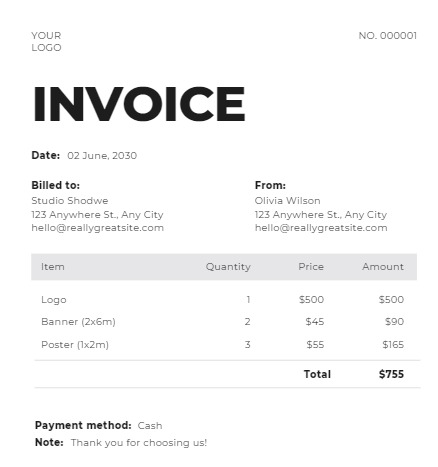 YOUR NO. 000001
LOGO
INVOICE
Date: 02 June, 2030
Billed to: From:
Studio Shodwe Olivia Wilson
123 Anywhere St., Any City 123 Anywhere St., Any City
hello@reallygreatsite.com hello@reallygreatsite.com
Item Quantity Price Amount
Logo 1 $500 $500
Banner (2x6m) 2 $45 $90
Poster (1x2m) 3 $55 $165
Total $755
Payment method: Cash
Note: Thank you for choosing us!